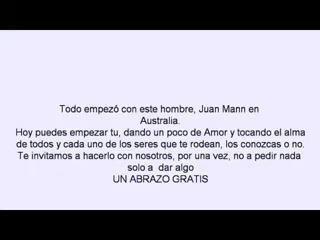 Todo empezó con este hombre, Juan Mann en
Australia.
Hoy puedes empezar tu, dando un poco de Amor y tocando el alma
de todos y cada uno de los seres que te rodean, los conozcas o no.
Te invitamos a hacerlo con nosotros, por una vez, no a pedir nada
solo a dar algo
UN ABRAZO GRATIS